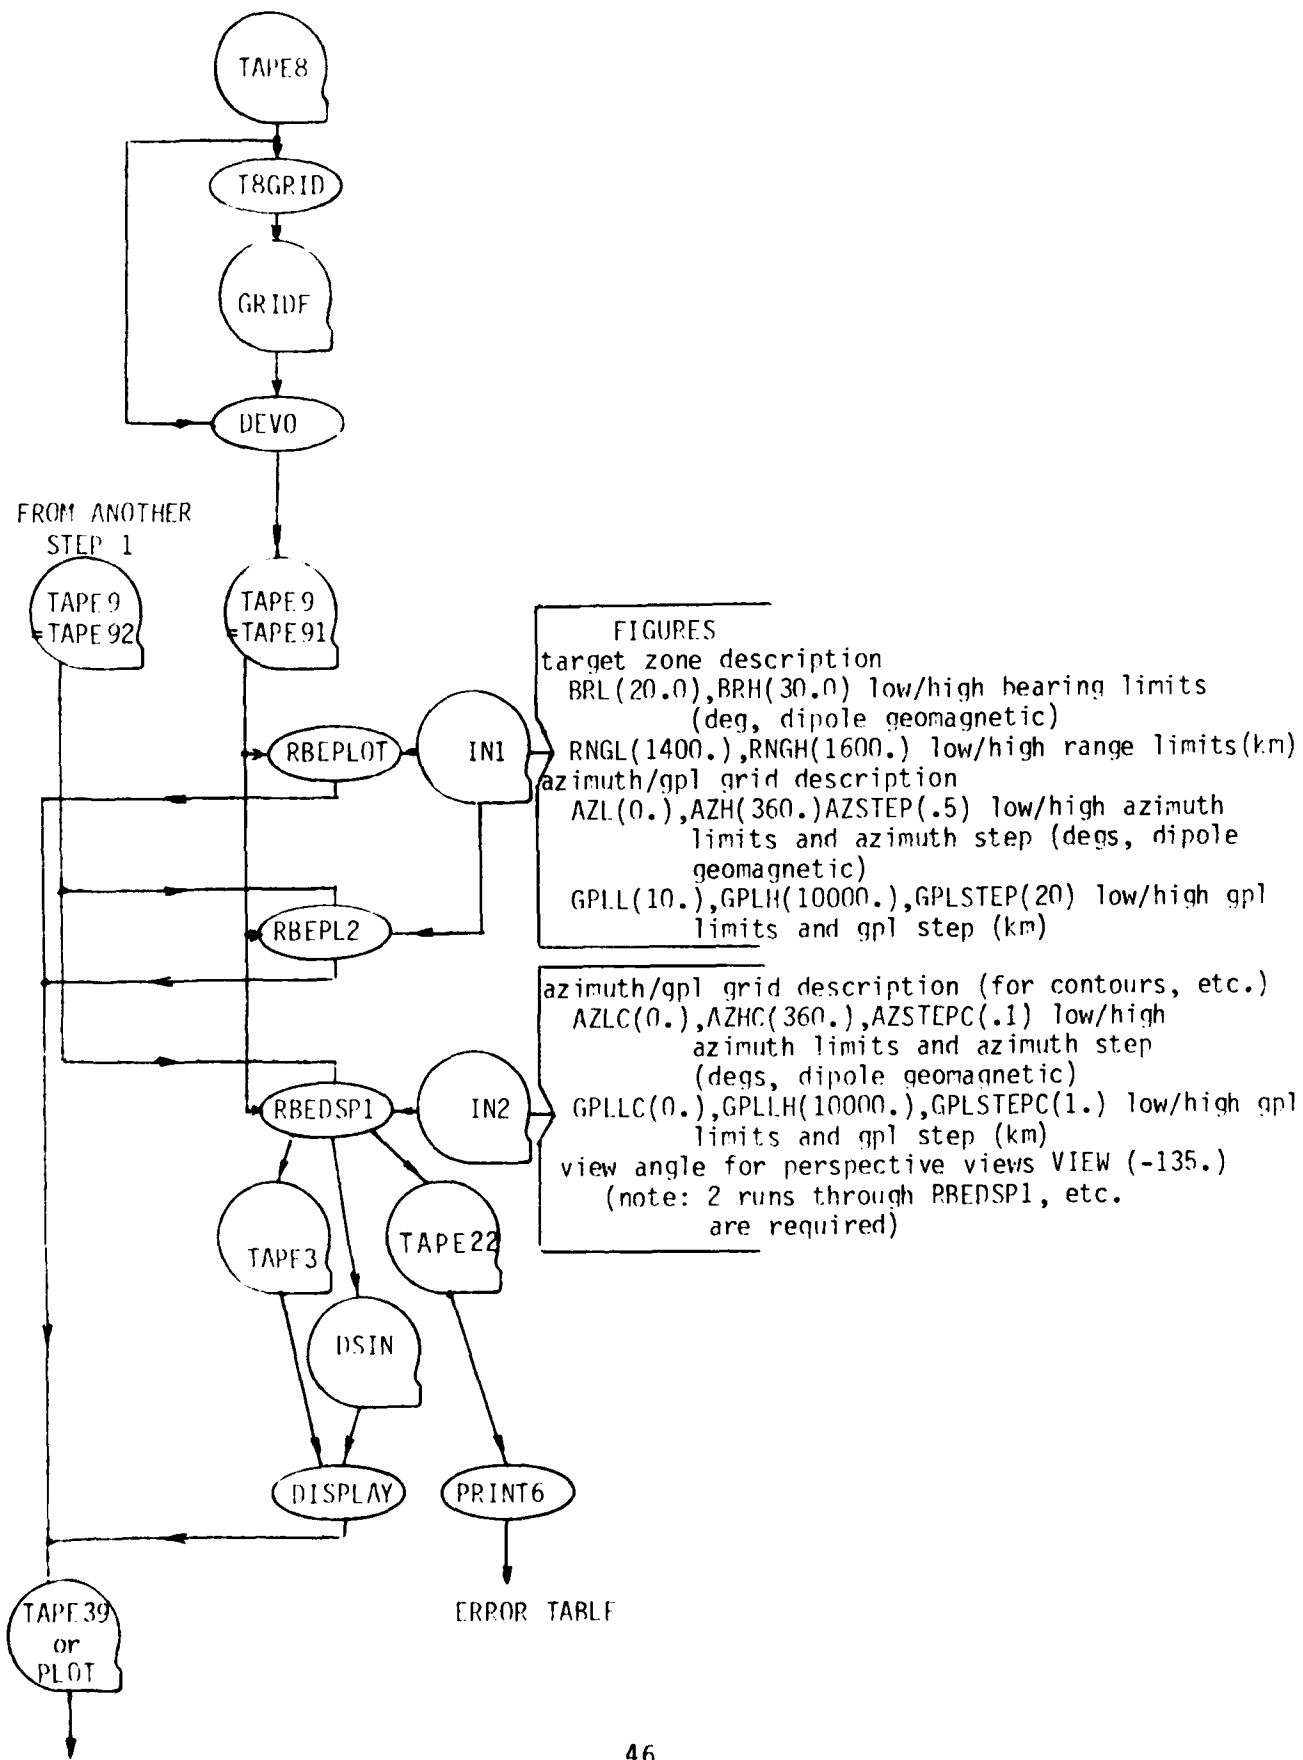 TAPE8
T8GRID
GRIDF
DEVO
FROM ANOTHER
STEP 1
TAPE9
=TAPE92
TAPE9
=TAPE91
RBEPLOT
IN1
FIGURES
target zone description
BRL(20.0),BRH(30.0) low/high bearing limits
(deg, dipole geomagnetic)
RNGL(1400.),RNGH(1600.) low/high range limits(km)
azimuth/gpl grid description
AZL(0.),AZH(360.)AZSTEP(.5) low/high azimuth
limits and azimuth step (degs, dipole
geomagnetic)
GPLL(10.),GPLH(10000.),GPLSTEP(20) low/high gpl
limits and gpl step (km)
RBEPL2
azimuth/gpl grid description (for contours, etc.)
AZLC(0.),AZHC(360.),AZSTEPC(.1) low/high
azimuth limits and azimuth step
(degs, dipole geomagnetic)
GPLLC(0.),GPLLH(10000.),GPLSTEPC(1.) low/high gpl
limits and gpl step (km)
view angle for perspective views VIEW (-135.)
(note: 2 runs through RBEDSP1, etc.
are required)
RBEDSP1
IN2
TAPE3
TAPE22
DSIN
DISPLAY
PRINT6
ERROR TABLE
TAPE39
or
PLOT
46